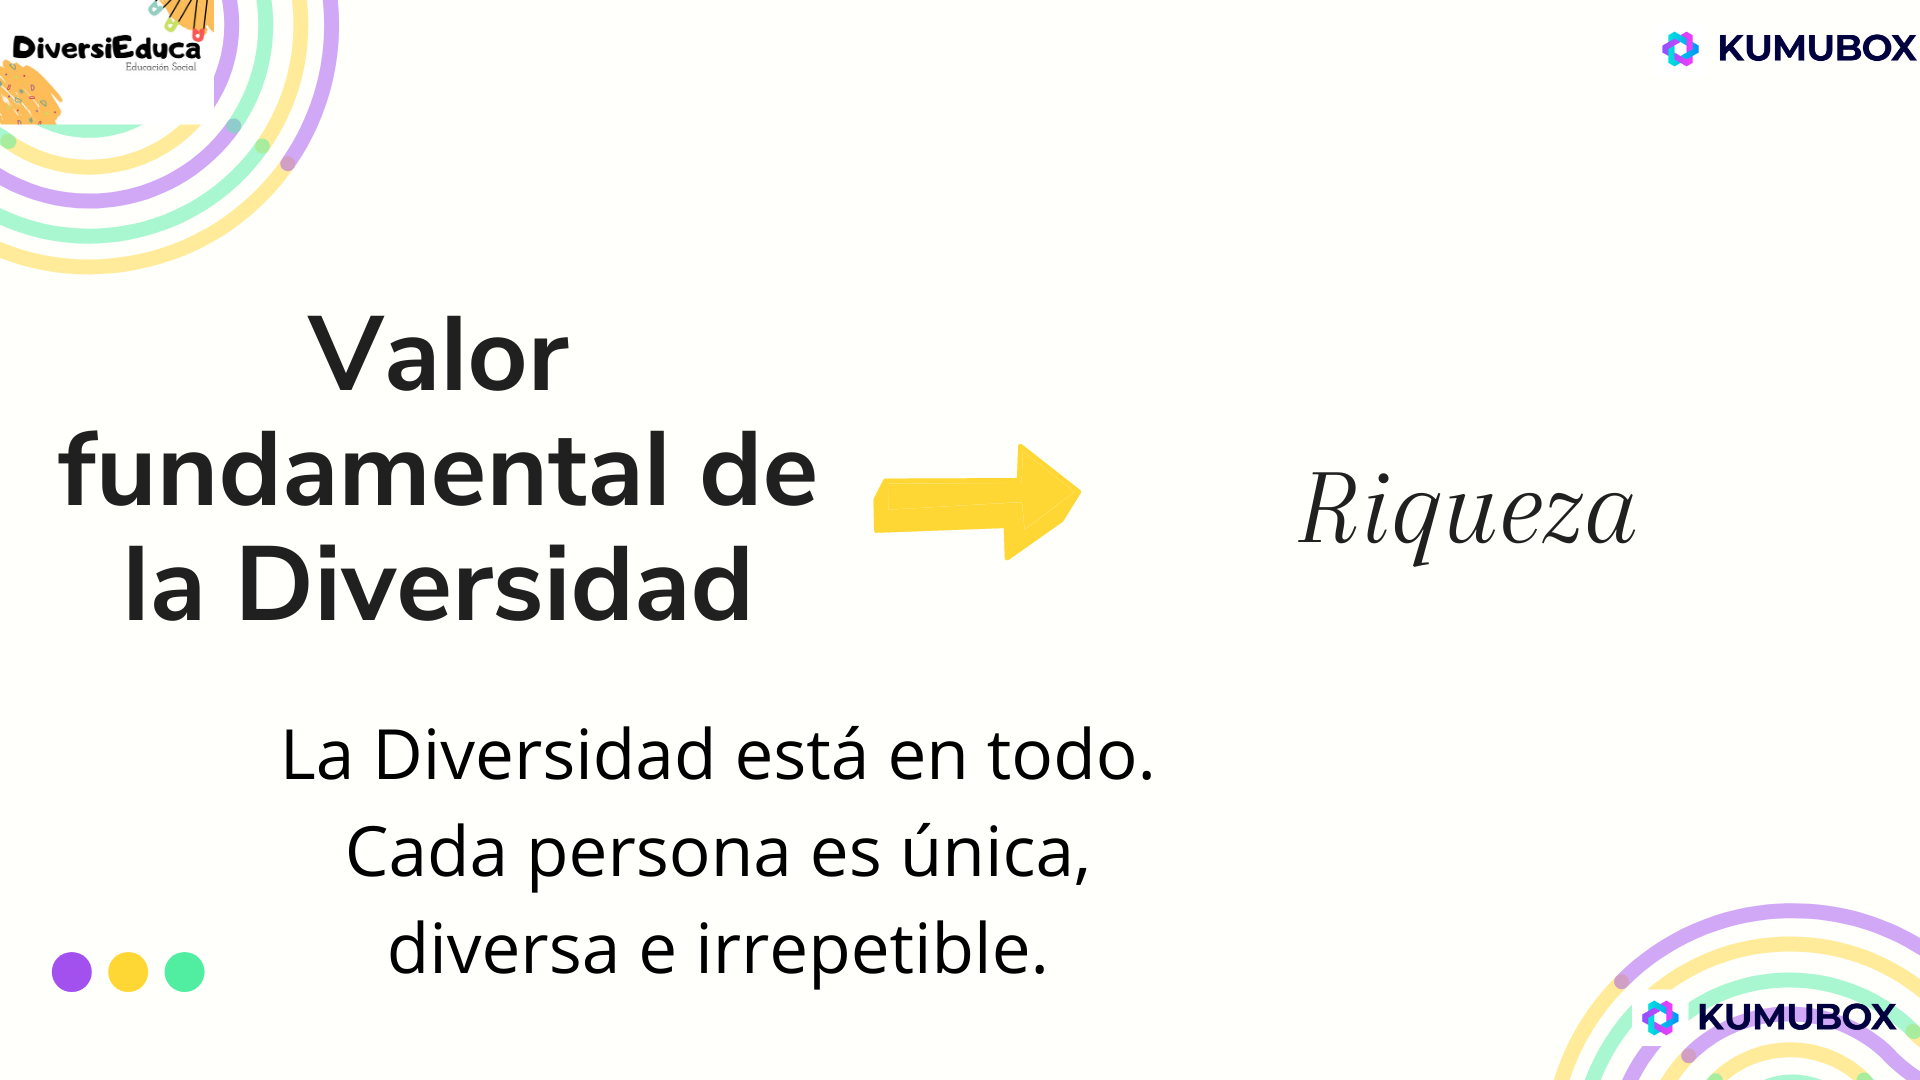 DiversiEduca
Educación Social
KUMUBOX
Valor
fundamental de
la Diversidad
Riqueza
La Diversidad está en todo.
Cada persona es única,
diversa e irrepetible.
KUMUBOX